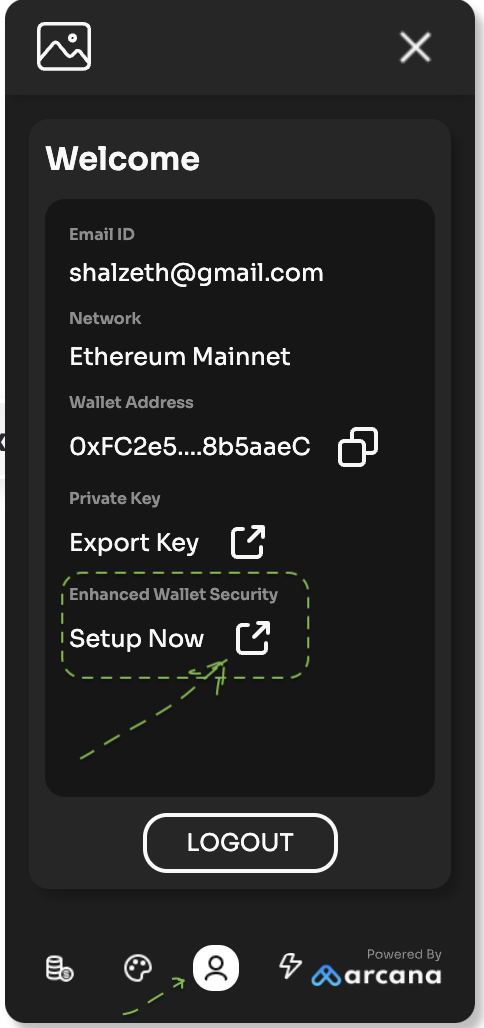 Welcome
Email ID
shalzeth@gmail.com
Network
Ethereum Mainnet
Wallet Address
0xFC2e5....8b5aaeC
Private Key
Export Key
Enhanced Wallet Security
Setup Now
LOGOUT
Powered By
arcana